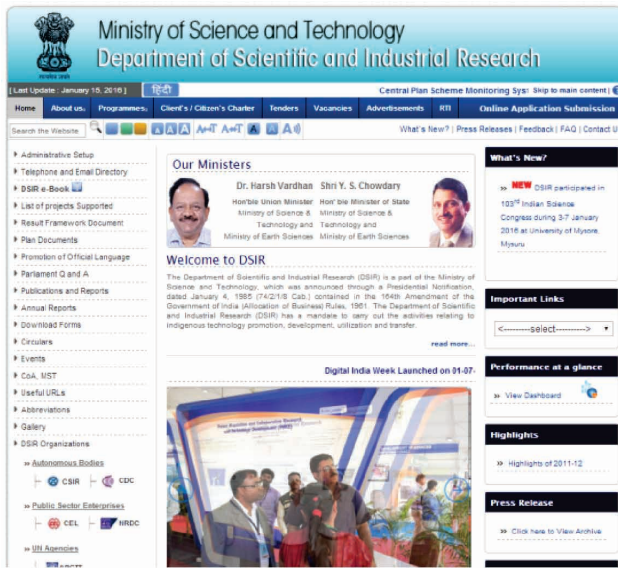 Ministry of Science and Technology
Department of Scientific and Industrial Research
सत्यमेव जयते
[ Last Update : January 15, 2016 ]
हिंदी
Central Plan Scheme Monitoring Sys
Skip to main content |
Home
About us
Programmes
Client's / Citizen's Charter
Tenders
Vacancies
Advertisements
RTI
Online Application Submission
Search the Website
A A A
A A
What's New? | Press Releases | Feedback | FAQ | Contact U
Administrative Setup
Telephone and Email Directory
DSIR e-Book
List of projects Supported
Result Framework Document
Plan Documents
Promotion of Official Language
Parliament Q and A
Publications and Reports
Annual Reports
Download Forms
Circulars
Events
CoA, MST
Useful URLs
Abbreviations
Gallery
DSIR Organizations
» Autonomous Bodies
CSIR
CDC
» Public Sector Enterprises
CEL
NRDC
» UN Agencies
Our Ministers
Dr. Harsh Vardhan
Hon'ble Union Minister
Ministry of Science &
Technology and
Ministry of Earth Sciences
Shri Y. S. Chowdary
Hon' ble Minister of State
Ministry of Science &
Technology and
Ministry of Earth Sciences
Welcome to DSIR
The Department of Scientific and Industrial Research (DSIR) is a part of the Ministry of
Science and Technology, which was announced through a Presidential Notification,
dated January 4, 1985 (74/2/1/8 Cab.) contained in the 164th Amendment of the
Government of India (Allocation of Business) Rules, 1961. The Department of Scientific
and Industrial Research (DSIR) has a mandate to carry out the activities relating to
indigenous technology promotion, development, utilization and transfer.
read more...
Digital India Week Launched on 01-07-
What's New?
» NEW DSIR participated in
103rd Indian Science
Congress during 3-7 January
2016 at University of Mysore,
Mysuru
Important Links
<---------select---------->
Performance at a glance
» View Dashboard
Highlights
» Highlights of 2011-12
Press Release
» Click here to View Archive